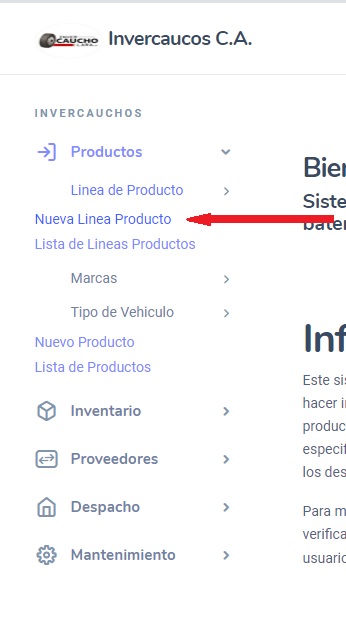 CAUCHO
Invercaucos C.A.
INVERCAUCHOS
Productos
Linea de Producto
Nueva Linea Producto
Lista de Lineas Productos
Marcas
Tipo de Vehiculo
Nuevo Producto
Lista de Productos
Inventario
Proveedores
Despacho
Mantenimiento
Bien
Siste
bater
Inf
Este si
hacer i
produc
especif
los des
Para m
verifica
usuario